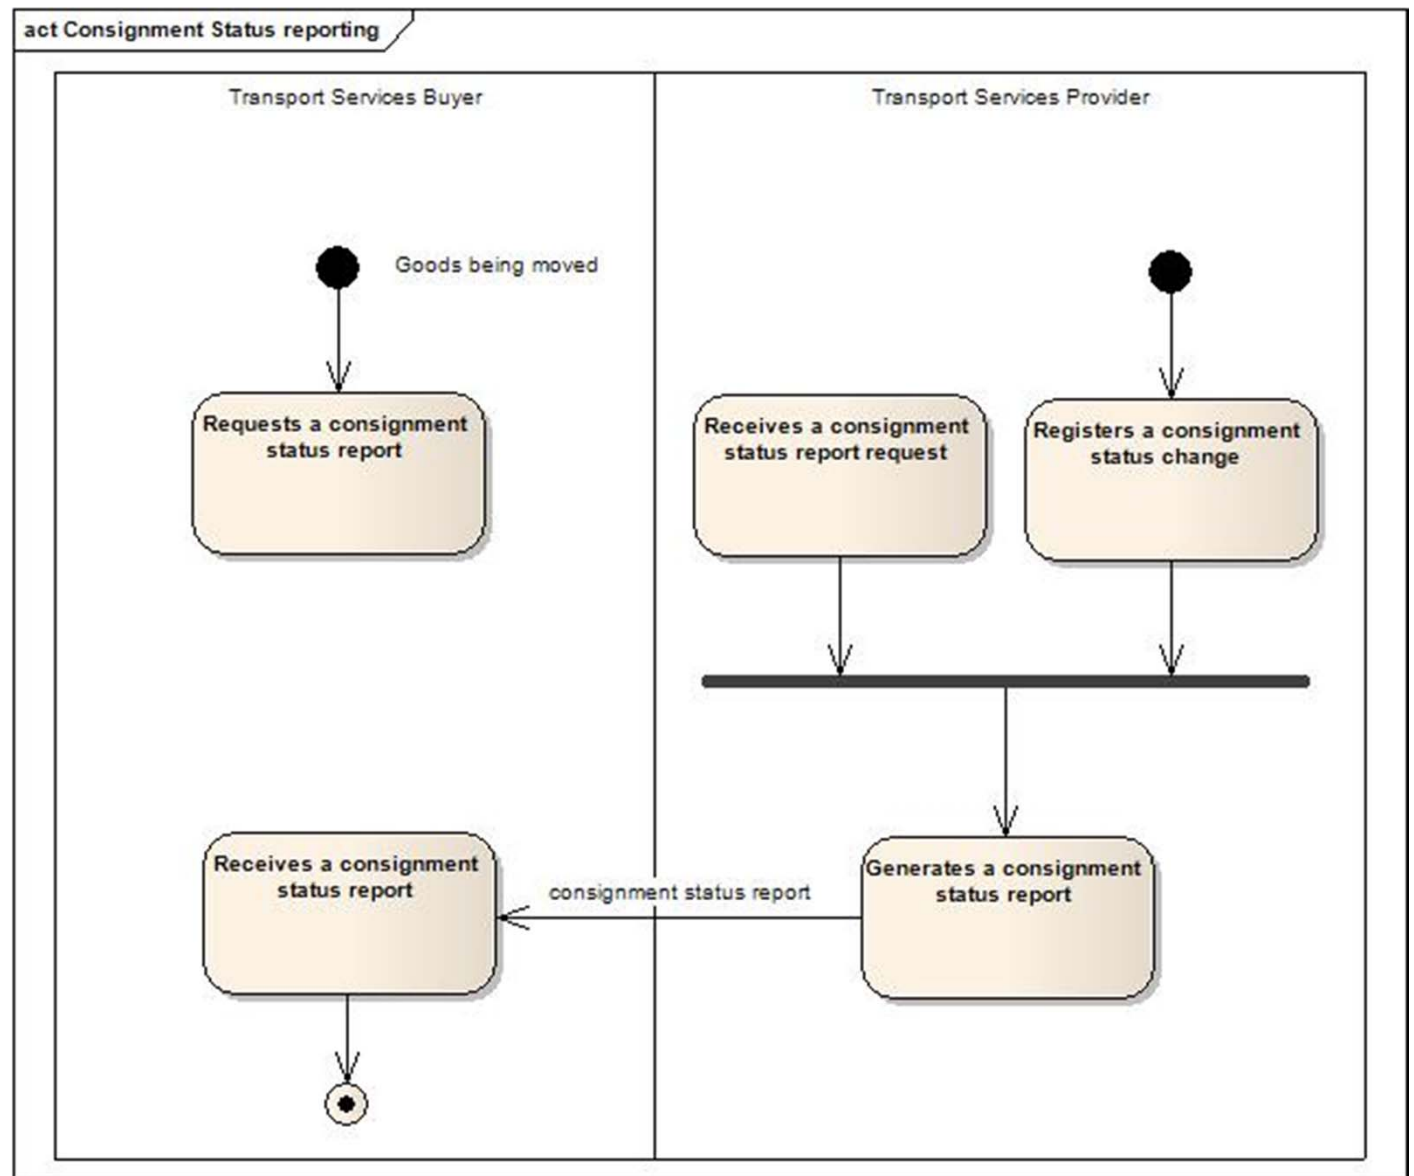 act Consignment Status reporting
Transport Services Buyer
Transport Services Provider
Goods being moved
Requests a consignment
status report
Receives a consignment
status report request
Registers a consignment
status change
Receives a consignment
status report
consignment status report
Generates a consignment
status report